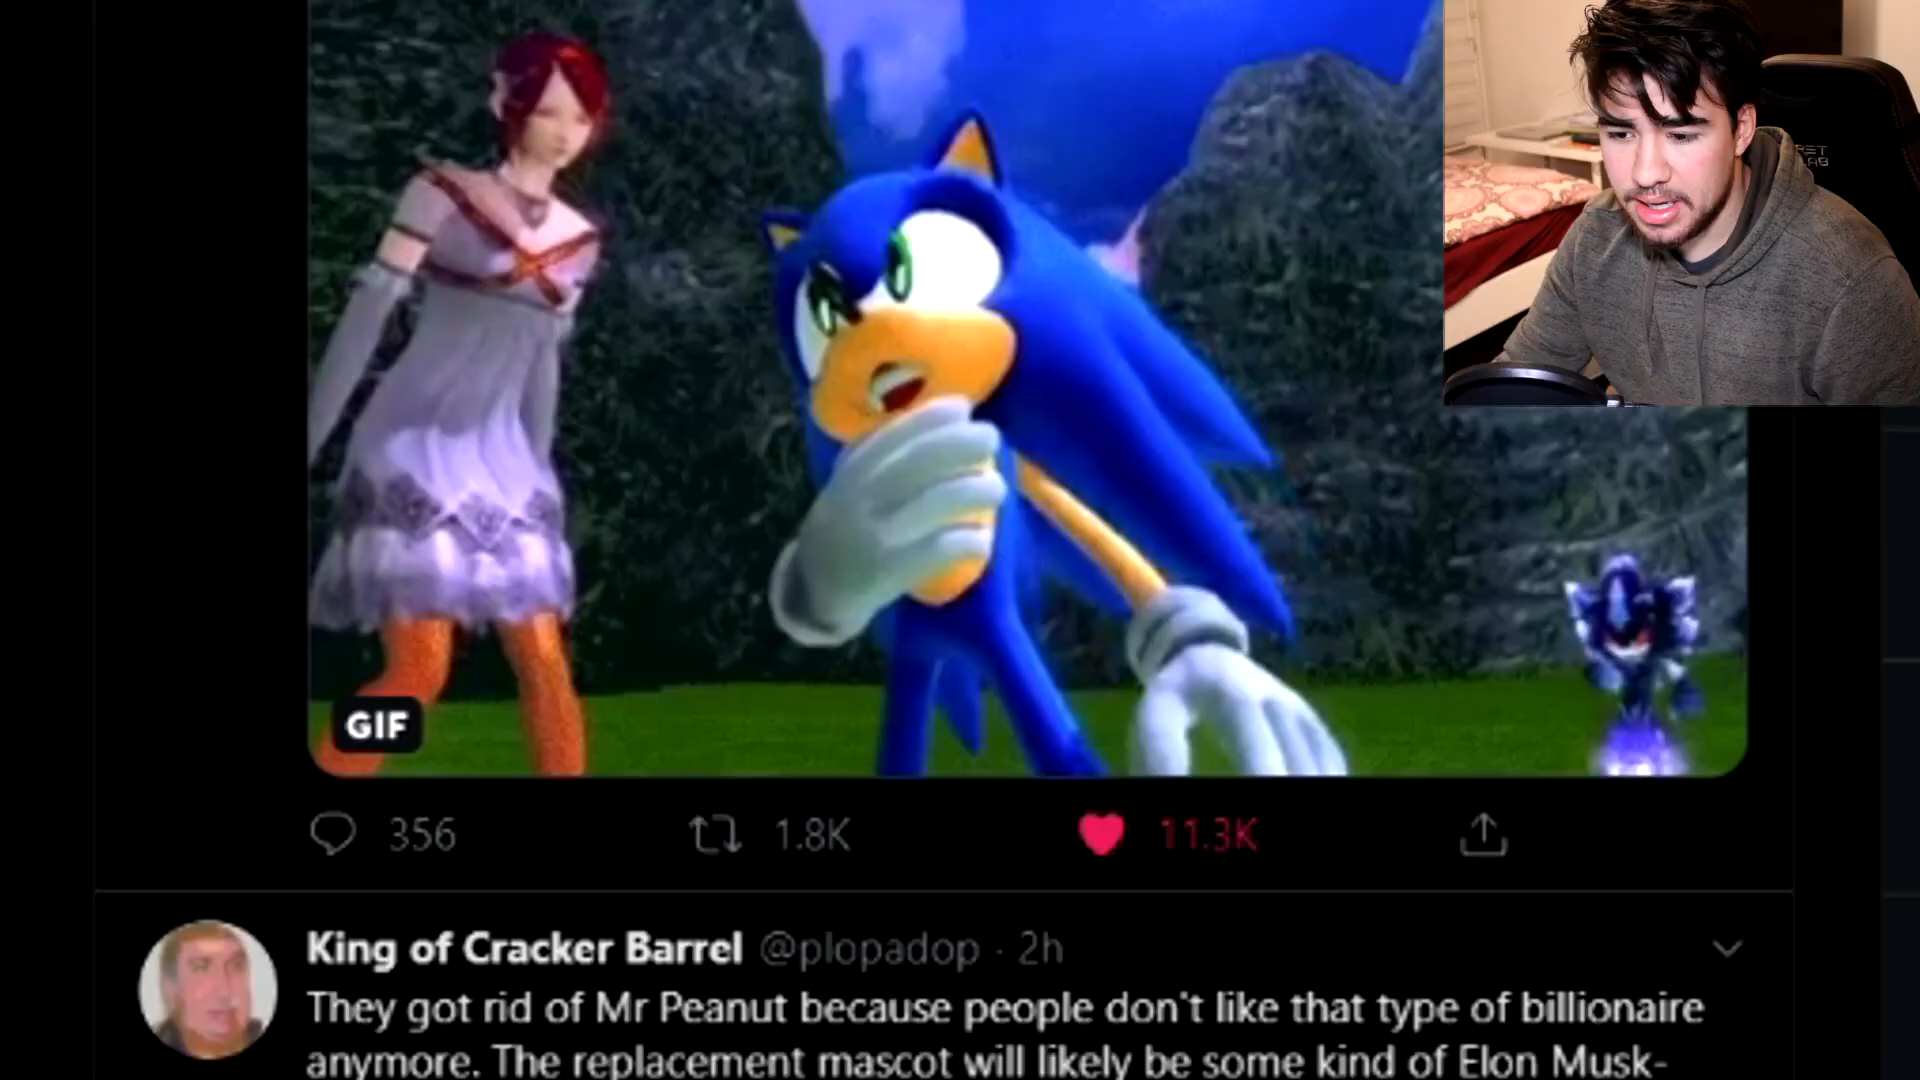 GIF
356 1.8K 11.3K
King of Cracker Barrel @plopadop · 2h
They got rid of Mr Peanut because people don't like that type of billionaire
anymore. The replacement mascot will likely be some kind of Elon Musk-